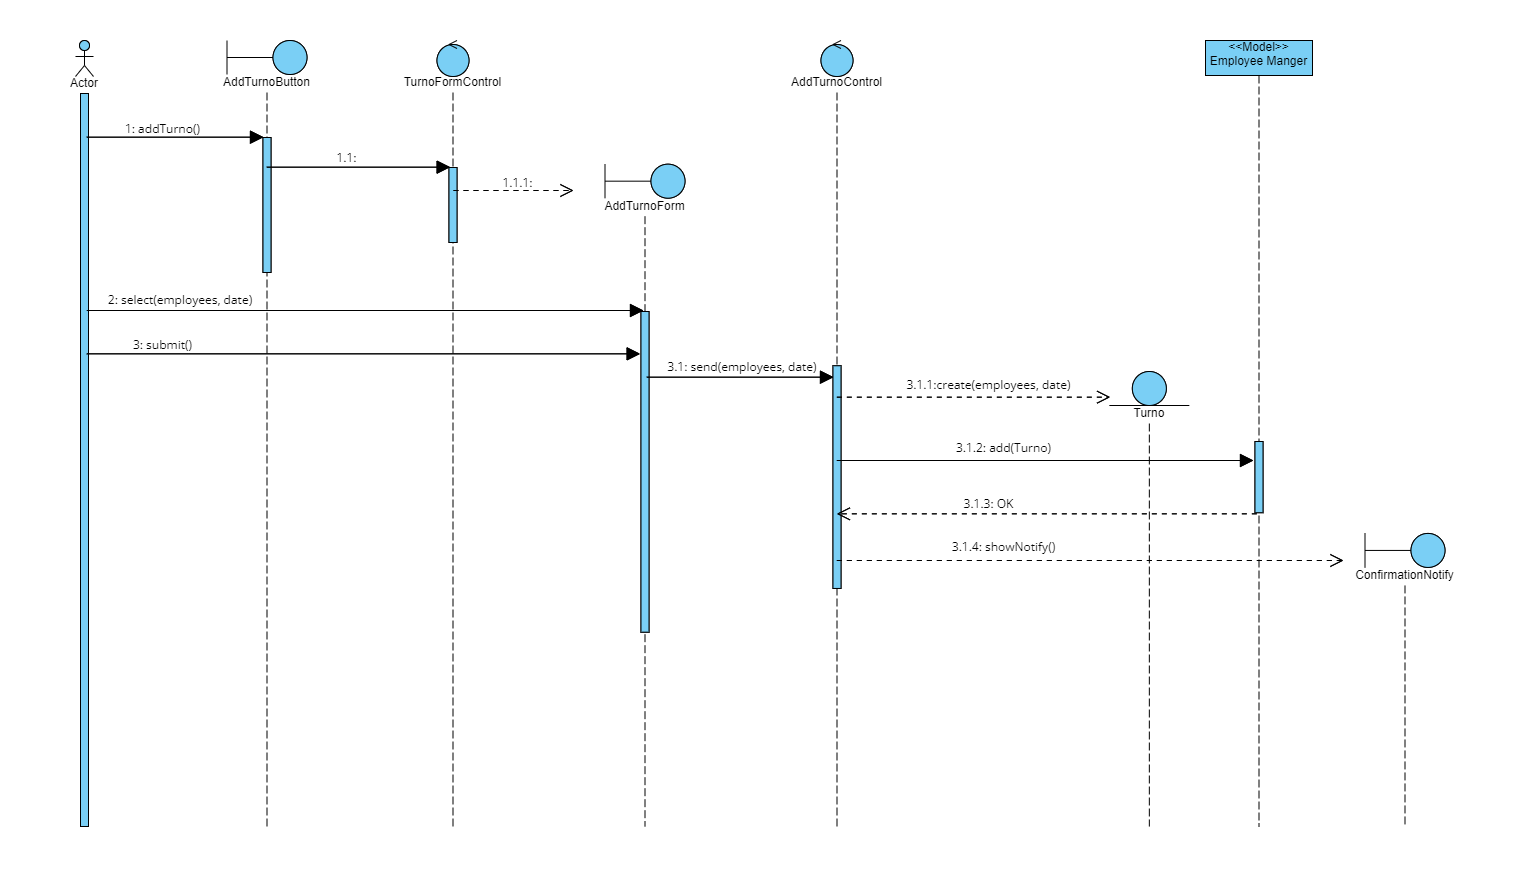 <<Model>>
Employee Manger
Actor
AddTurnoButton
TurnoFormControl
AddTurnoControl
1: addTurno()
1.1:
1.1.1:
AddTurnoForm
2: select(employees, date)
3: submit()
3.1: send(employees, date)
3.1.1:create(employees, date)
Turno
3.1.2: add(Turno)
3.1.3: OK
3.1.4: showNotify()
ConfirmationNotify